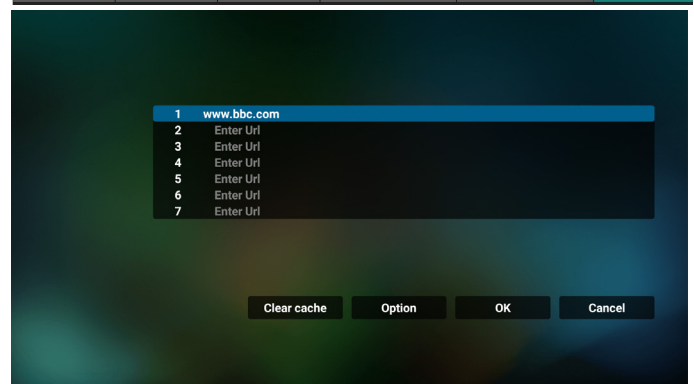 1 www.bbc.com
2 Enter Url
3 Enter Url
4 Enter Url
5 Enter Url
6 Enter Url
7 Enter Url
Clear cache Option OK Cancel